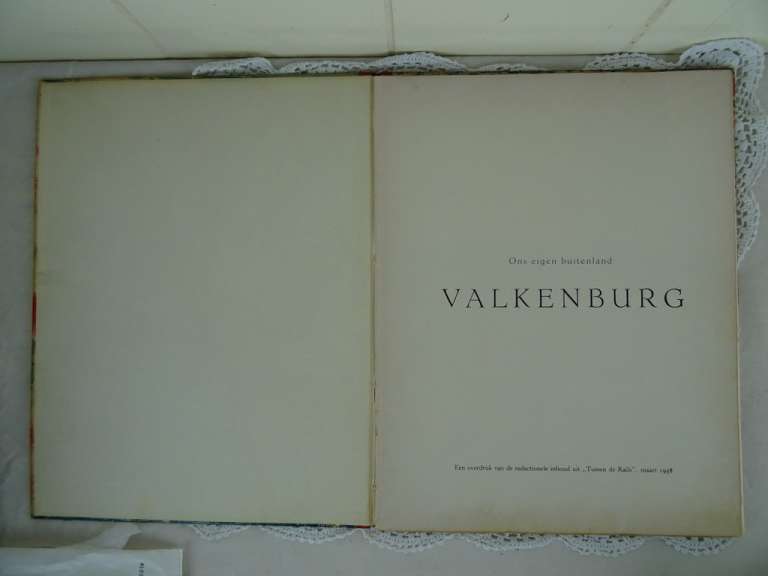 Ons eigen buitenland
VALKENBURG
Een overdruk van de redactionele inhoud uit „Tussen de Rails", maart 1958